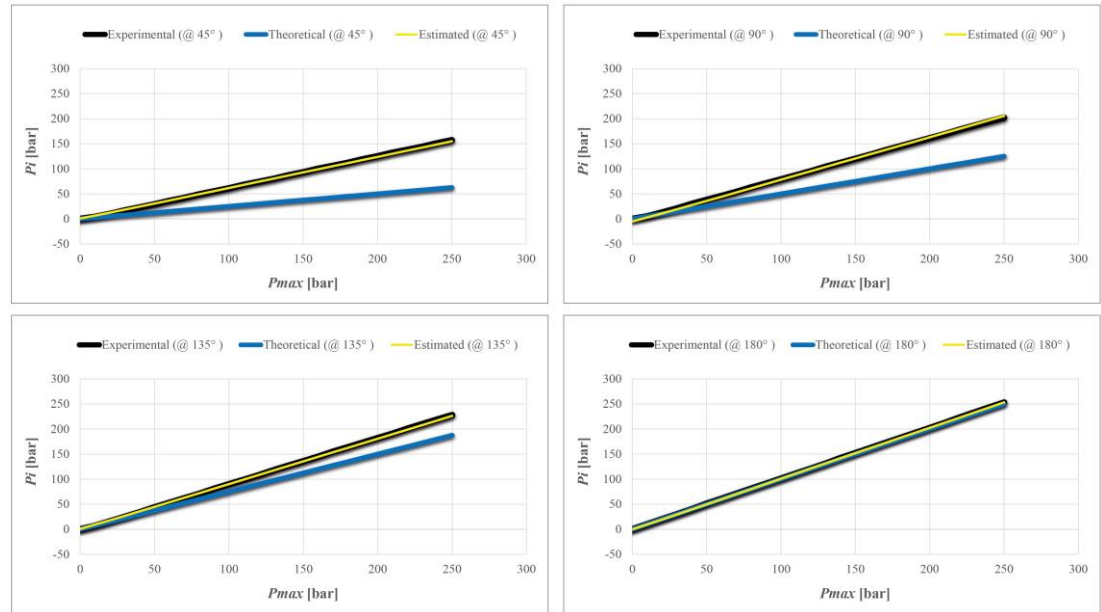 Experimental (@ 45° ) Theoretical (@ 45° ) Estimated (@ 45° )
300
250
200
150
100
50
0
-50
Pi [bar]
0 50 100 150 200 250 300
Pmax [bar]
Experimental (@ 90° ) Theoretical (@ 90° ) Estimated (@ 90° )
300
250
200
150
100
50
0
-50
Pi [bar]
0 50 100 150 200 250 300
Pmax [bar]
Experimental (@ 135° ) Theoretical (@ 135° ) Estimated (@ 135° )
300
250
200
150
100
50
0
-50
Pi [bar]
0 50 100 150 200 250 300
Pmax [bar]
Experimental (@ 180° ) Theoretical (@ 180° ) Estimated (@ 180° )
300
250
200
150
100
50
0
-50
Pi [bar]
0 50 100 150 200 250 300
Pmax [bar]